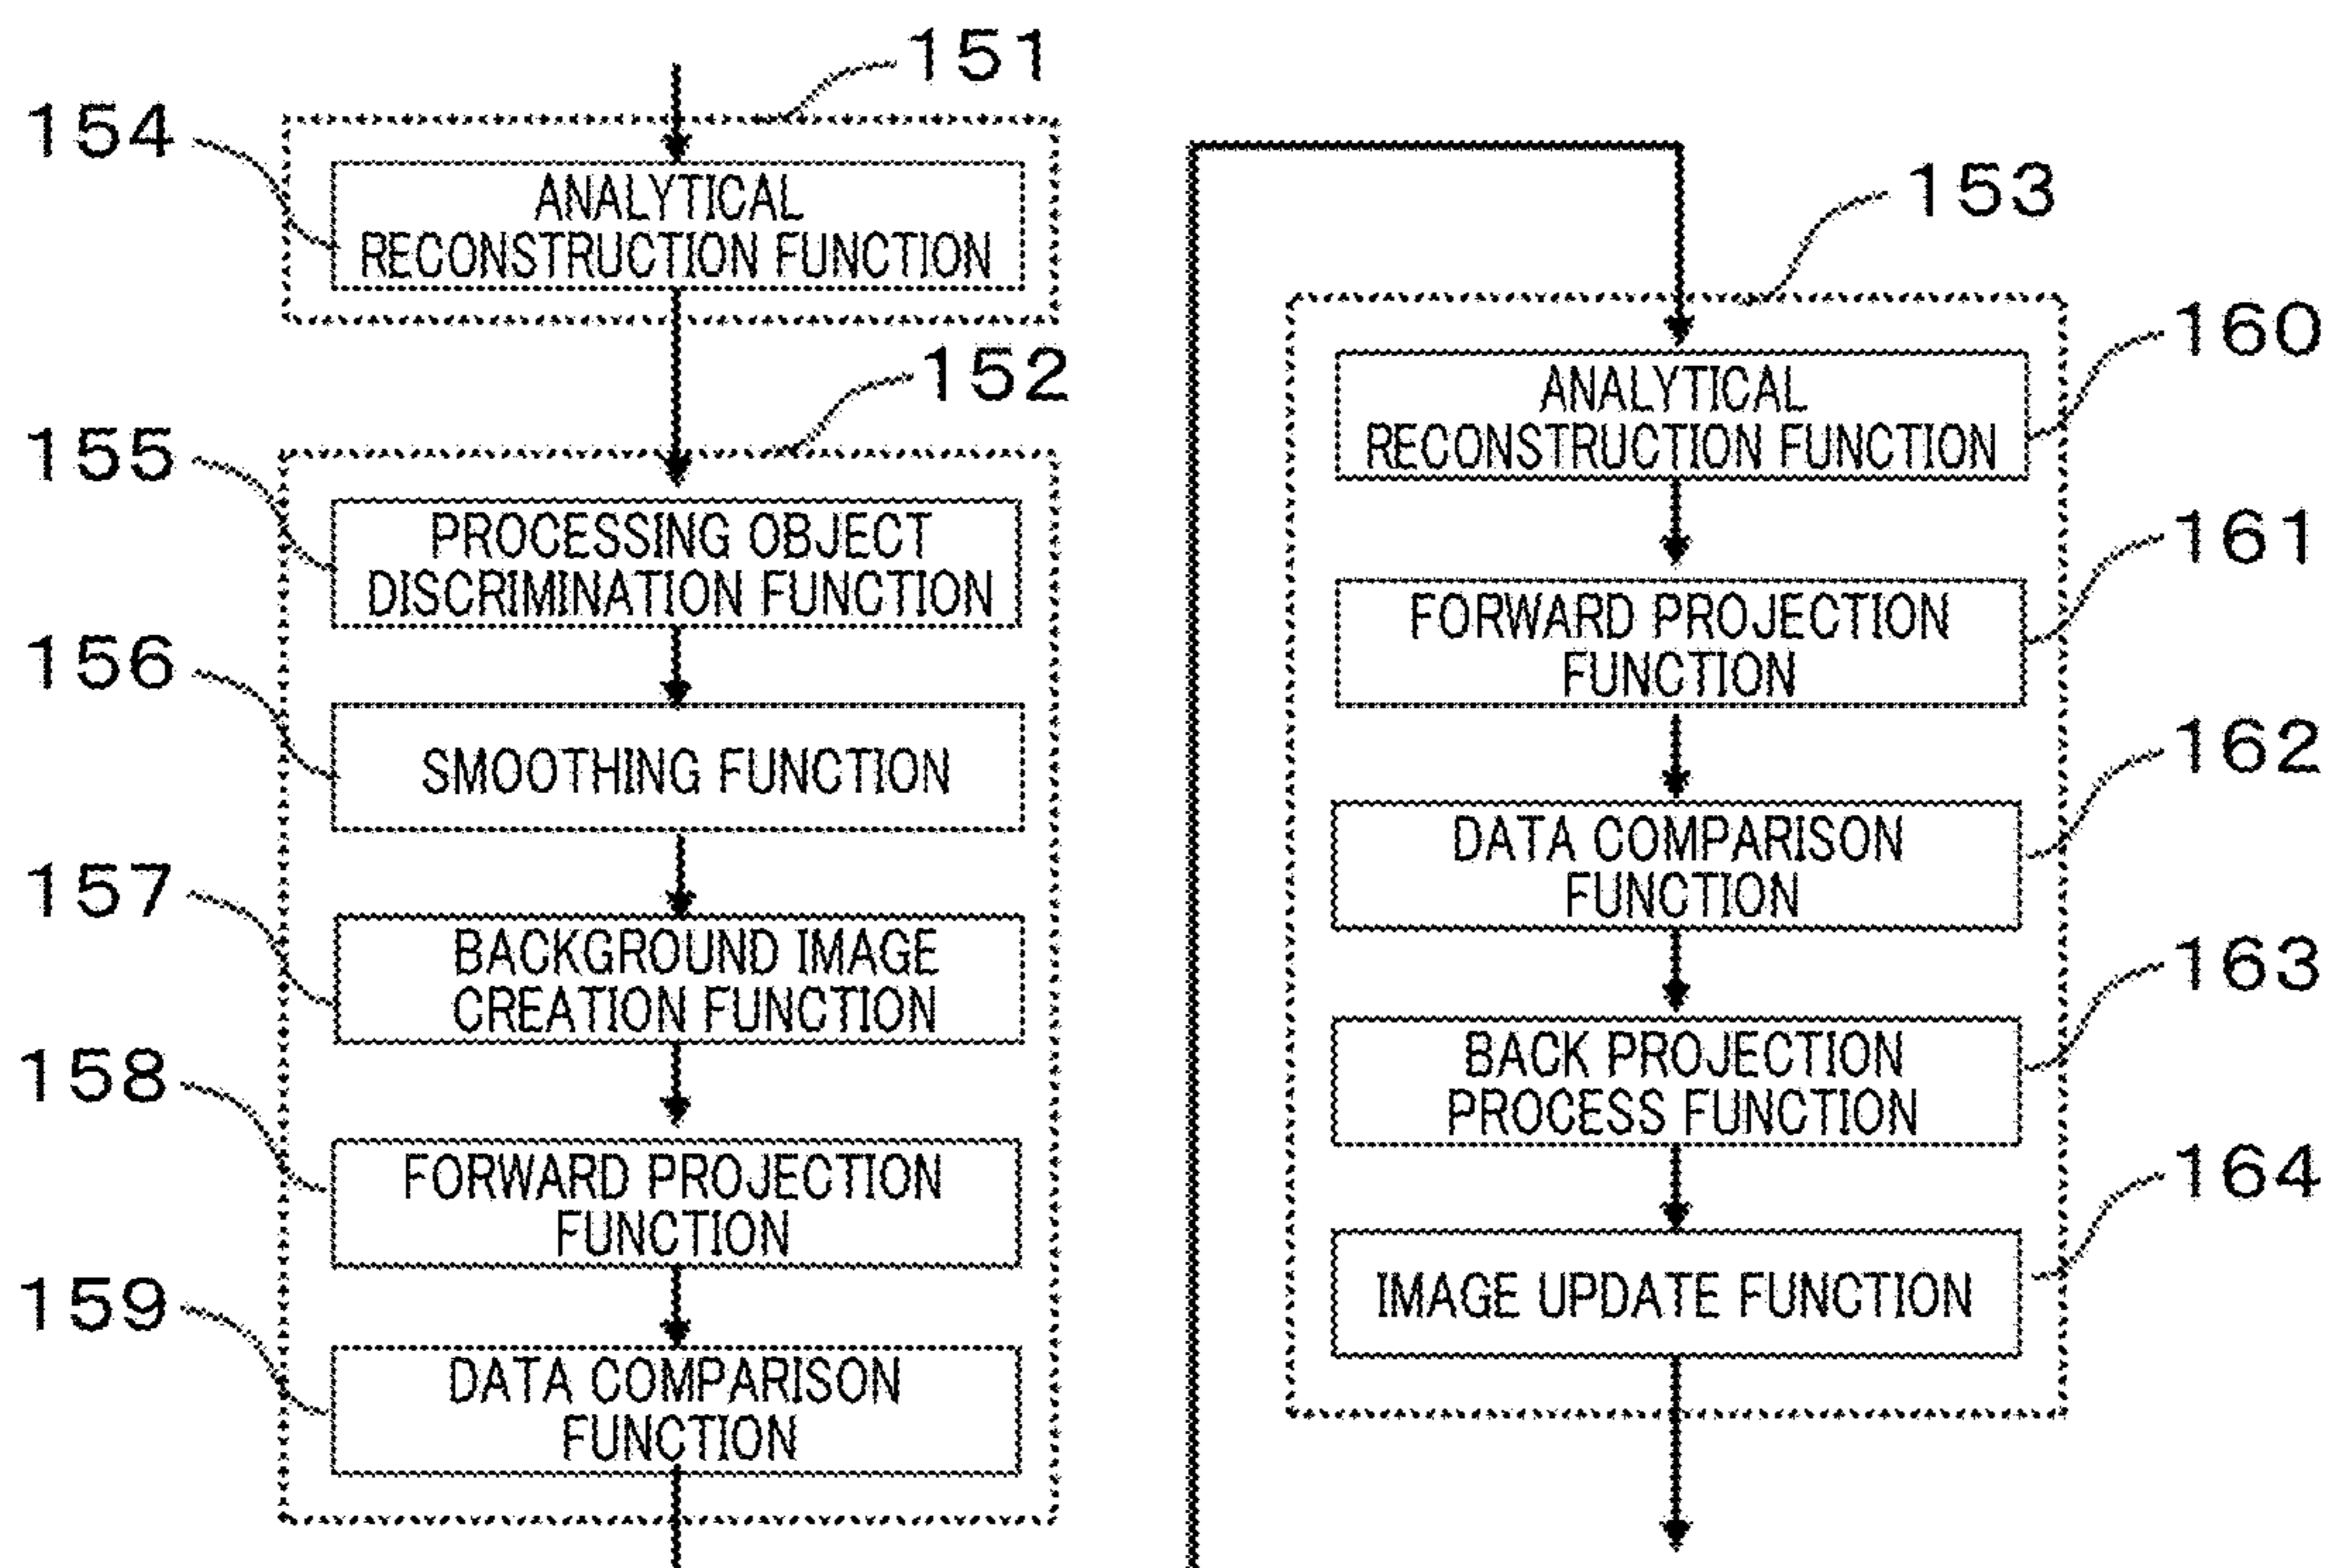 151
154
ANALYTICAL
RECONSTRUCTION FUNCTION
152
155
PROCESSING OBJECT
DISCRIMINATION FUNCTION
156
SMOOTHING FUNCTION
157
BACKGROUND IMAGE
CREATION FUNCTION
158
FORWARD PROJECTION
FUNCTION
159
DATA COMPARISON
FUNCTION
153
160
ANALYTICAL
RECONSTRUCTION FUNCTION
161
FORWARD PROJECTION
FUNCTION
162
DATA COMPARISON
FUNCTION
163
BACK PROJECTION
PROCESS FUNCTION
164
IMAGE UPDATE FUNCTION